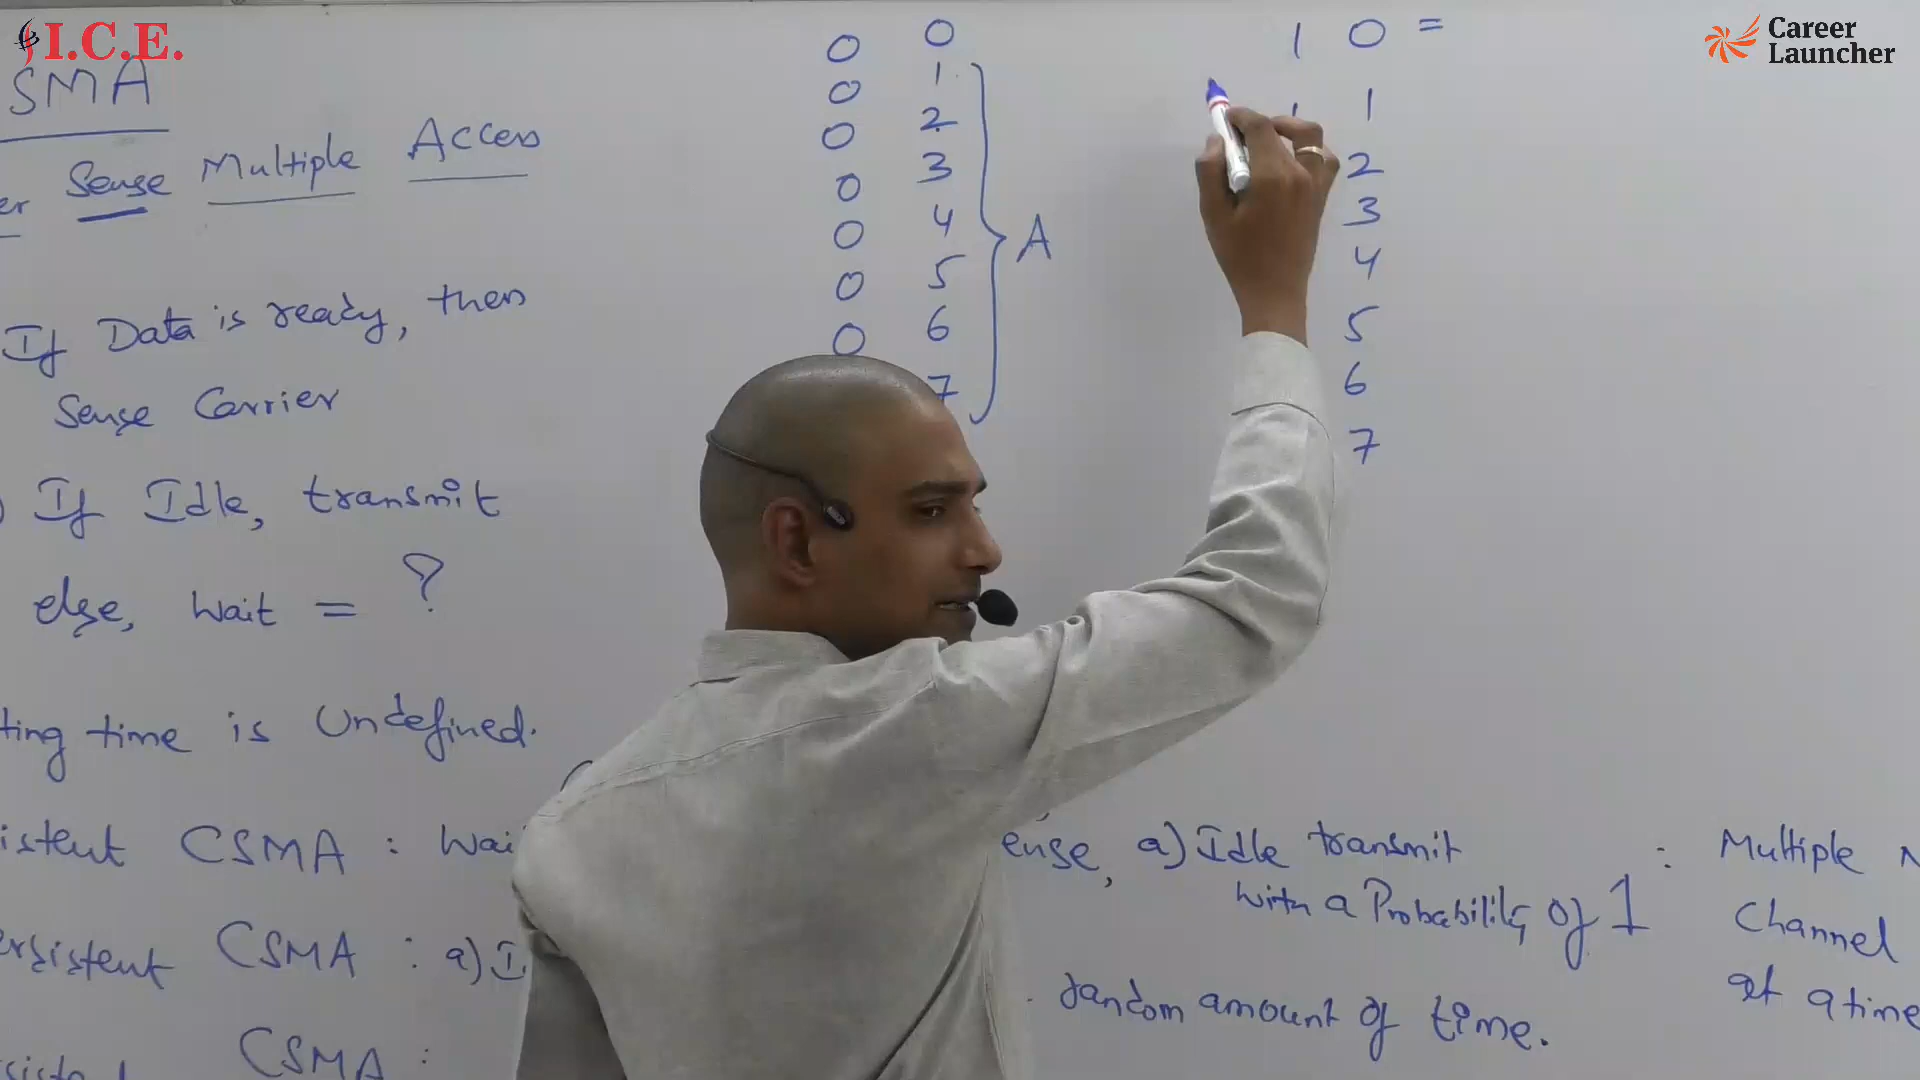 I.C.E.
Career
Launcher
SMA
Sense Multiple Access
If Data is ready, then
Sense Carrier
If Idle, transmit
else, wait = ?
ting time is Undefined.
istent CSMA :
ense, a) Idle transmit
with a Probability of 1
: Multiple
Channel
at a time
ersistent CSMA : a)
random amount of time.
CSMA :
0 0
0 1
0 2
0 3
0 4
0 5
0 6
7
A
1 0 =
1
2
3
4
5
6
7